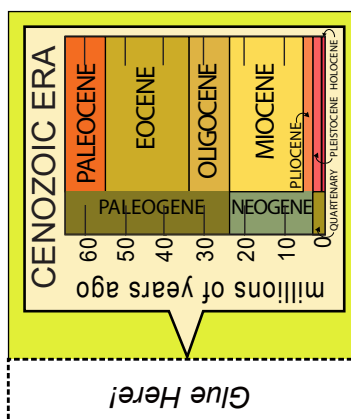 CENOZOIC ERA
PALEOCENE
EOCENE
OLIGOCENE
MIOCENE
PLIOCENE
PLEISTOCENE
HOLOCENE
PALEOGENE
NEOGENE
QUARTENARY
60
50
40
30
20
10
0
millions of years ago
Glue Here!